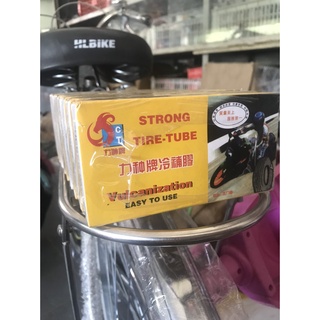 HLBIKE
STRONG
TIRE-TUBE
力神牌冷補膠
Vulcanization
EASY TO USE